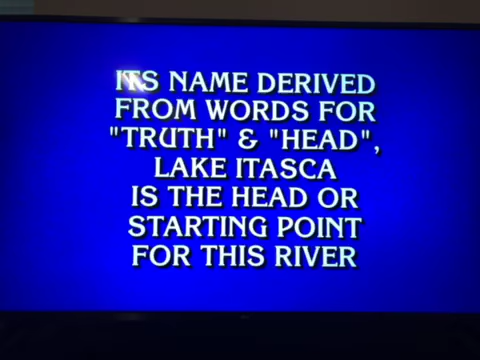 ITS NAME DERIVED
FROM WORDS FOR
"TRUTH" & "HEAD",
LAKE ITASCA
IS THE HEAD OR
STARTING POINT
FOR THIS RIVER